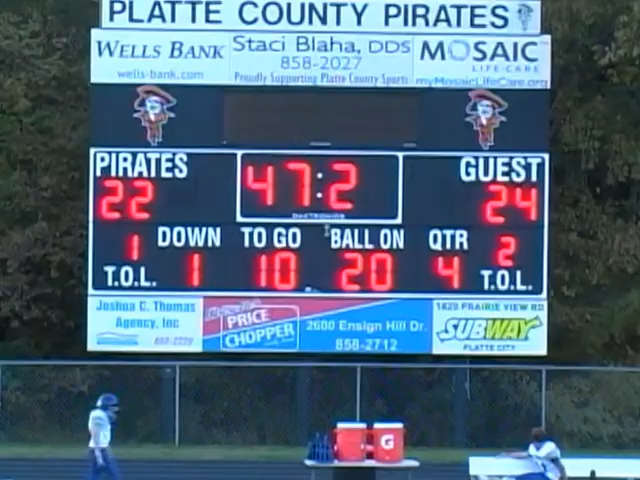 PLATTE COUNTY PIRATES
WELLS BANK
wells-bank.com
Staci Blaha, DDS
858-2027
Proudly Supporting Platte County Sports
MOSAIC
LIFE·CARE
myMosaicLifeCare.org
PIRATES
22
47:2
DAKTRONICS
GUEST
24
1
DOWN
TO GO
BALL ON
QTR
2
T.O.L.
1
10
20
4
T.O.L.
Joshua C. Thomas
Agency, Inc
PRICE
CHOPPER
2600 Ensign Hill Dr.
858-2712
1820 PRAIRIE VIEW RD
SUBWAY
PLATTE CITY
G